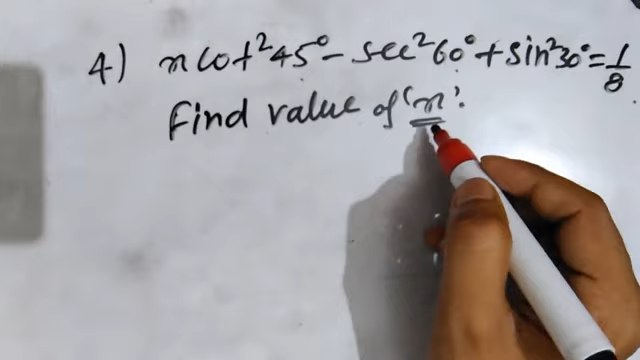 4) x cot²45° - sec²60° + sin²30° = 1/8
Find value of 'x'.